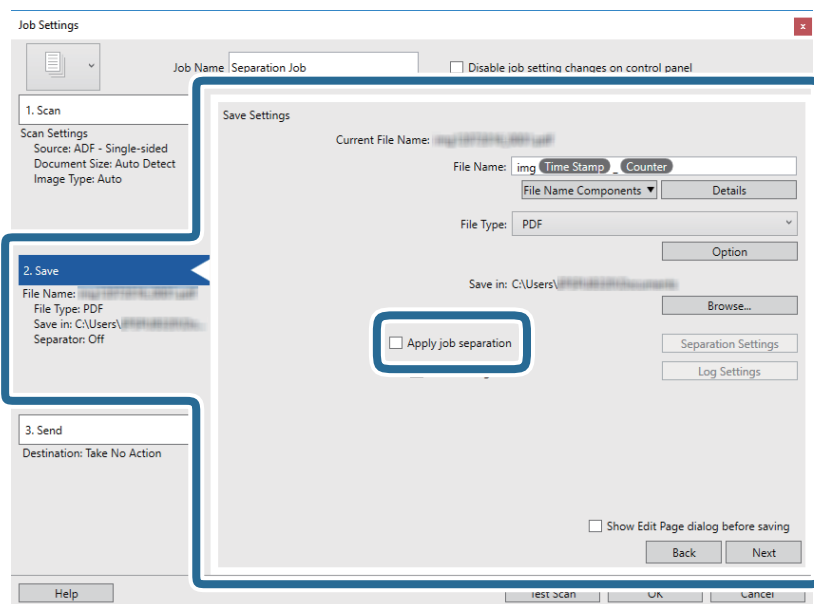 Job Settings
x
Job Name Separation Job Disable job setting changes on control panel
1. Scan
Scan Settings
Source: ADF - Single-sided
Document Size: Auto Detect
Image Type: Auto
2. Save
File Name:
File Type: PDF
Save in: C:\Users\
Separator: Off
3. Send
Destination: Take No Action
Save Settings
Current File Name:
File Name: img Time Stamp _ Counter
File Name Components Details
File Type: PDF
Option
Save in: C:\Users\
Browse...
Apply job separation Separation Settings
Log Settings
Show Edit Page dialog before saving
Back Next
Help Test Scan OK Cancel